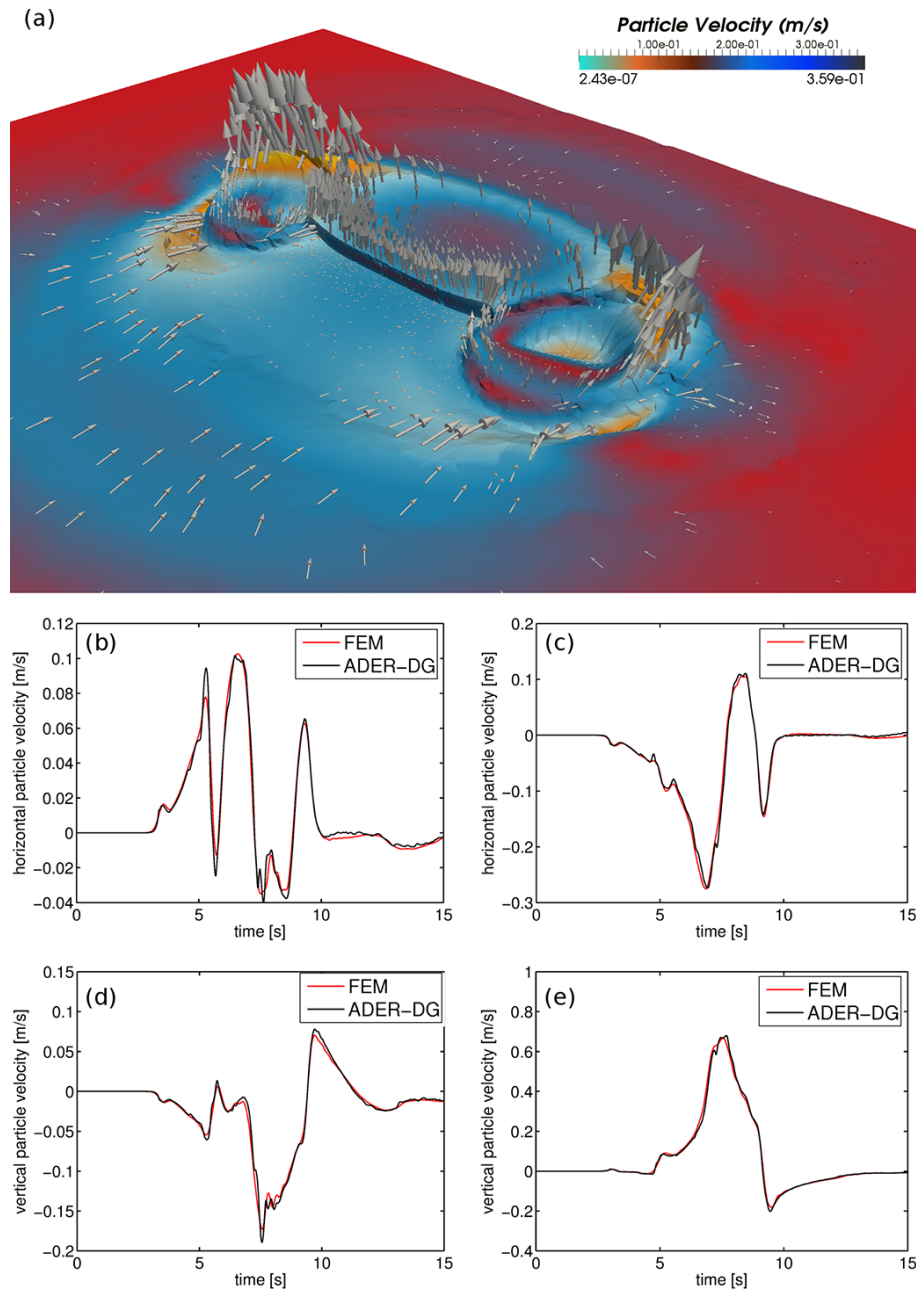 (a)
Particle Velocity (m/s)
1.00e-01 2.00e-01 3.00e-01
2.43e-07 3.59e-01
(b)
FEM
ADER−DG
horizontal particle velocity [m/s]
0.12
0.1
0.08
0.06
0.04
0.02
0
−0.02
−0.04
0 5 10 15
time [s]
(c)
FEM
ADER−DG
horizontal particle velocity [m/s]
0.2
0.1
0
−0.1
−0.2
−0.3
0 5 10 15
time [s]
(d)
FEM
ADER−DG
vertical particle velocity [m/s]
0.15
0.1
0.05
0
−0.05
−0.1
−0.15
−0.2
0 5 10 15
time [s]
(e)
FEM
ADER−DG
vertical particle velocity [m/s]
1
0.8
0.6
0.4
0.2
0
−0.2
−0.4
0 5 10 15
time [s]